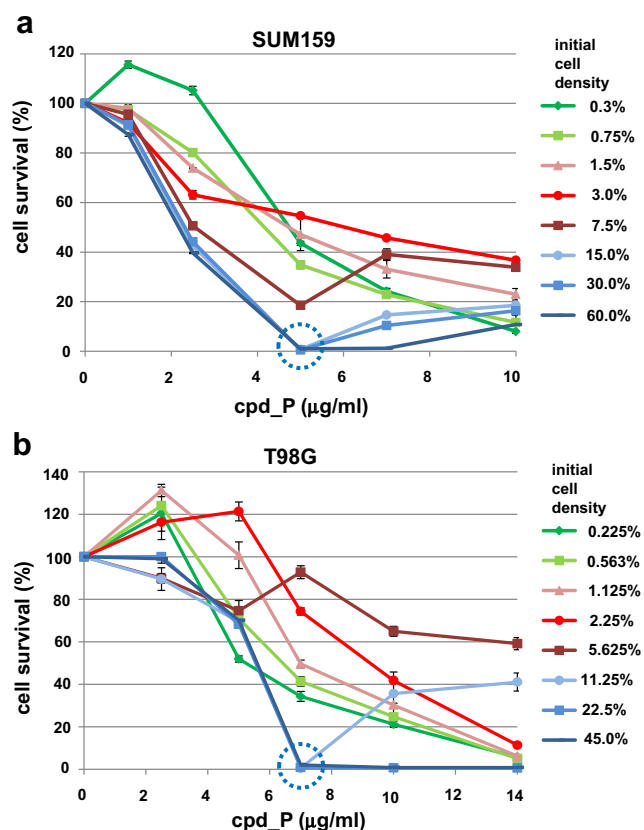 a
SUM159
cell survival (%)
120
100
80
60
40
20
0
0 2 4 6 8 10
cpd_P (μg/ml)
initial
cell
density
0.3%
0.75%
1.5%
3.0%
7.5%
15.0%
30.0%
60.0%
b
T98G
cell survival (%)
140
120
100
80
60
40
20
0
0 2 4 6 8 10 12 14
cpd_P (μg/ml)
initial
cell
density
0.225%
0.563%
1.125%
2.25%
5.625%
11.25%
22.5%
45.0%